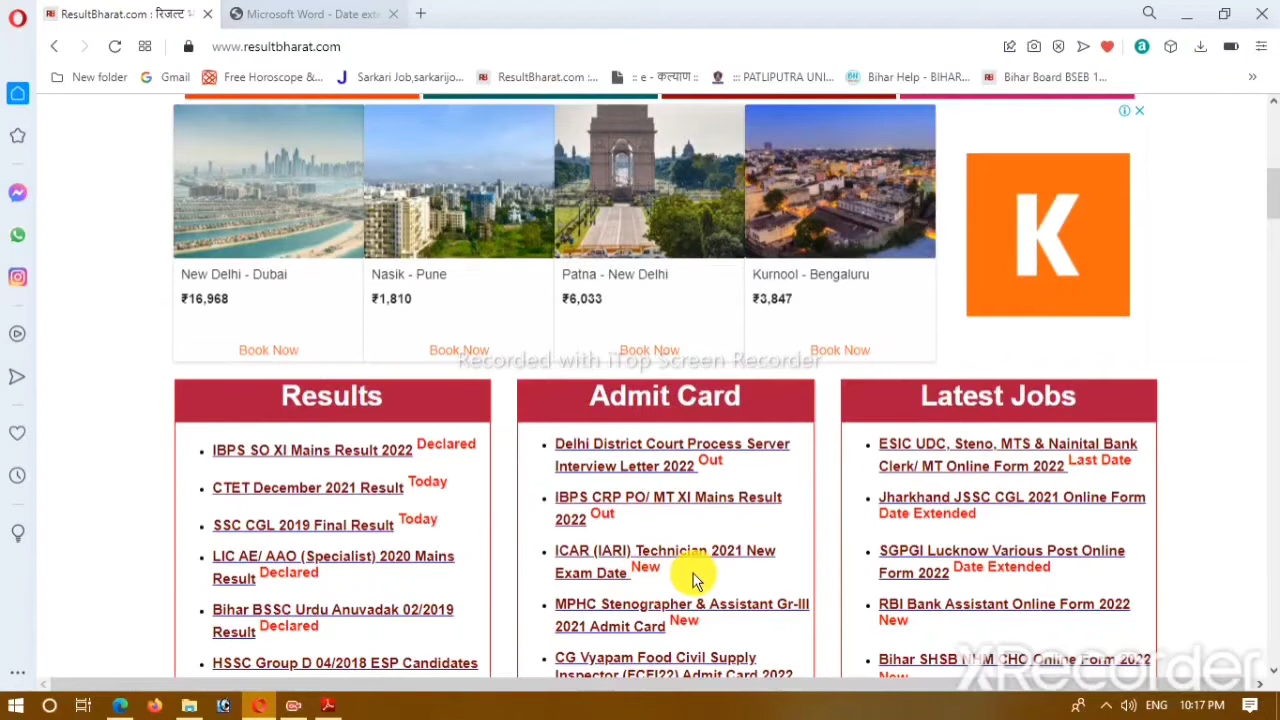 ResultBharat.com : रिजल्ट
Microsoft Word - Date ext
www.resultbharat.com
New folder
Gmail
Free Horoscope &...
Sarkari Job,sarkarijo...
ResultBharat.com :...
:: e - कल्याण ::
::: PATLIPUTRA UNI...
Bihar Help - BIHAR...
Bihar Board BSEB 1...
New Delhi - Dubai
₹16,968
Book Now
Nasik - Pune
₹1,810
Book Now
Patna - New Delhi
₹6,033
Book Now
Kurnool - Bengaluru
₹3,847
Book Now
K
Recorded with iTop Screen Recorder
Results
IBPS SO XI Mains Result 2022 Declared
CTET December 2021 Result Today
SSC CGL 2019 Final Result Today
LIC AE/ AAO (Specialist) 2020 Mains
Result Declared
Bihar BSSC Urdu Anuvadak 02/2019
Result Declared
HSSC Group D 04/2018 ESP Candidates
Admit Card
Delhi District Court Process Server
Interview Letter 2022 Out
IBPS CRP PO/ MT XI Mains Result
2022 Out
ICAR (IARI) Technician 2021 New
Exam Date New
MPHC Stenographer & Assistant Gr-III
2021 Admit Card New
CG Vyapam Food Civil Supply
Inspector (FCFI22) Admit Card 2022
Latest Jobs
ESIC UDC, Steno, MTS & Nainital Bank
Clerk/ MT Online Form 2022 Last Date
Jharkhand JSSC CGL 2021 Online Form
Date Extended
SGPGI Lucknow Various Post Online
Form 2022 Date Extended
RBI Bank Assistant Online Form 2022
New
Bihar SHSB NHM CHO Online Form 2022
New
XRecorder
ENG
10:17 PM